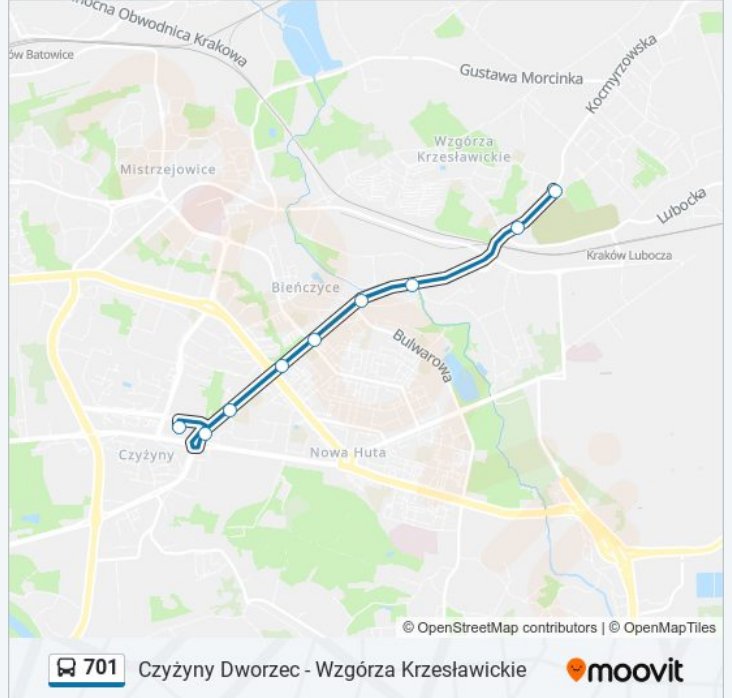 nocna Obwodnica Krakowa
ów Batowice
Gustawa Morcinka
Kocmyrzowska
Wzgórza
Krzesławickie
Mistrzejowice
Lubocka
Kraków Lubocza
Bieńczyce
Bulwarowa
Czyżyny
Nowa Huta
© OpenStreetMap contributors | © OpenMapTiles
701 Czyżyny Dworzec - Wzgórza Krzesławickie moovit